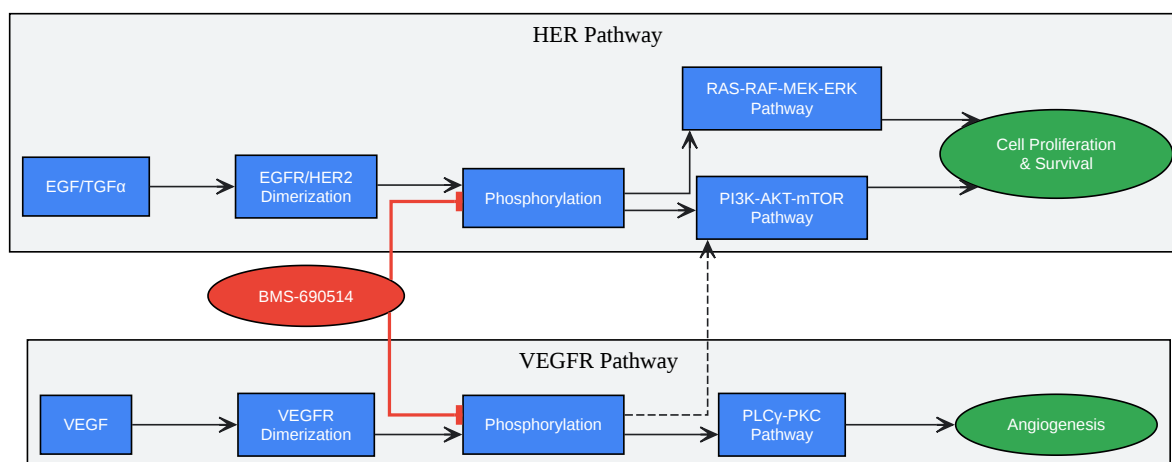 HER Pathway
RAS-RAF-MEK-ERK
Pathway
Cell Proliferation
& Survival
EGF/TGFα
EGFR/HER2
Dimerization
Phosphorylation
PI3K-AKT-mTOR
Pathway
BMS-690514
VEGFR Pathway
VEGF
VEGFR
Dimerization
Phosphorylation
PLCγ-PKC
Pathway
Angiogenesis